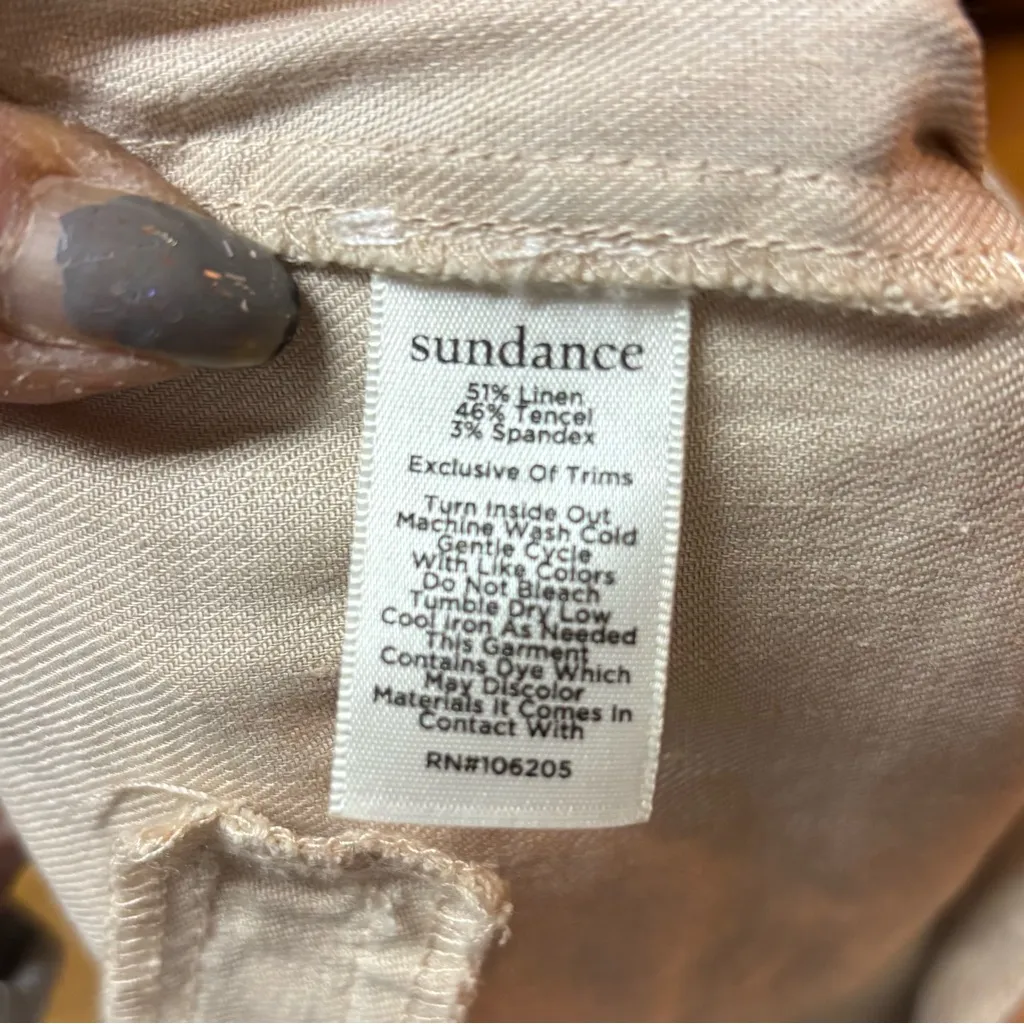 sundance
51% Linen
46% Tencel
3% Spandex
Exclusive Of Trims
Turn Inside Out
Machine Wash Cold
Gentle Cycle
With Like Colors
Do Not Bleach
Tumble Dry Low
Cool iron As Needed
This Garment
Contains Dye Which
May Discolor
Materials It Comes In
Contact With
RN#106205